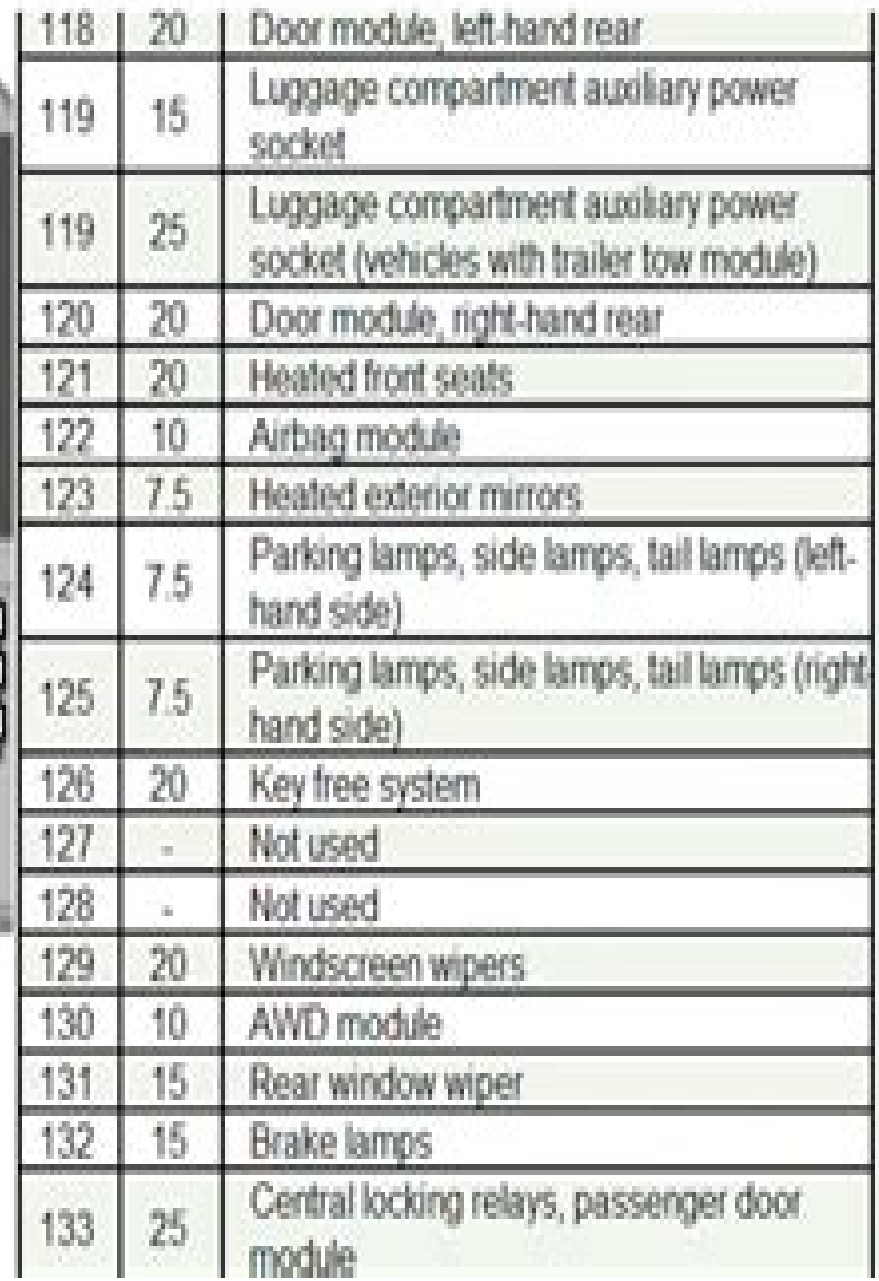 118 20 Door module, left-hand rear
119 15 Luggage compartment auxiliary power
socket
119 25 Luggage compartment auxiliary power
socket (vehicles with trailer tow module)
120 20 Door module, right-hand rear
121 20 Heated front seats
122 10 Airbag module
123 7.5 Heated exterior mirrors
124 7.5 Parking lamps, side lamps, tail lamps (left-
hand side)
125 7.5 Parking lamps, side lamps, tail lamps (right-
hand side)
126 20 Key free system
127 - Not used
128 - Not used
129 20 Windscreen wipers
130 10 AWD module
131 15 Rear window wiper
132 15 Brake lamps
133 25 Central locking relays, passenger door
module